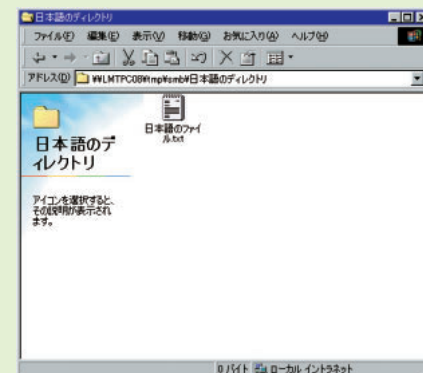 日本語のディレクトリ
ファイル(F) 編集(E) 表示(V) 移動(G) お気に入り(A) ヘルプ(H)
アドレス(D) ¥¥LMTPC08¥tmp¥smb¥日本語のディレクトリ
日本語のデ
ィレクトリ
アイコンを選択すると、
その説明が表示され
ます。
日本語のファイ
ル.txt
0 バイト ローカル イントラネット